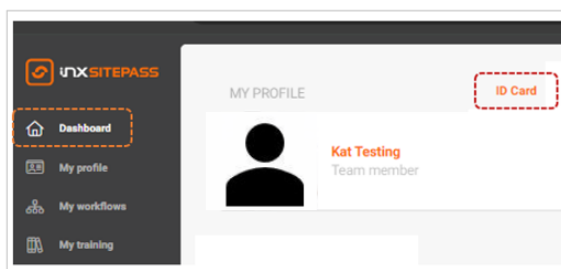 inxSITEPASS
Dashboard
My profile
My workflows
My training
MY PROFILE
ID Card
Kat Testing
Team member